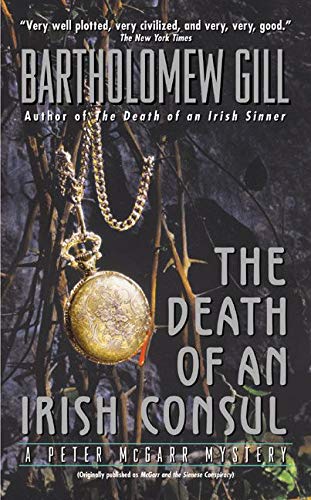 "Very well plotted, very civilized, and very, very, good."
The New York Times
BARTHOLOMEW GILL
Author of The Death of an Irish Sinner
THE
DEATH
OF AN
IRISH CONSUL
A PETER McGARR MYSTERY
(Originally published as McGarr and the Sienese Conspiracy)